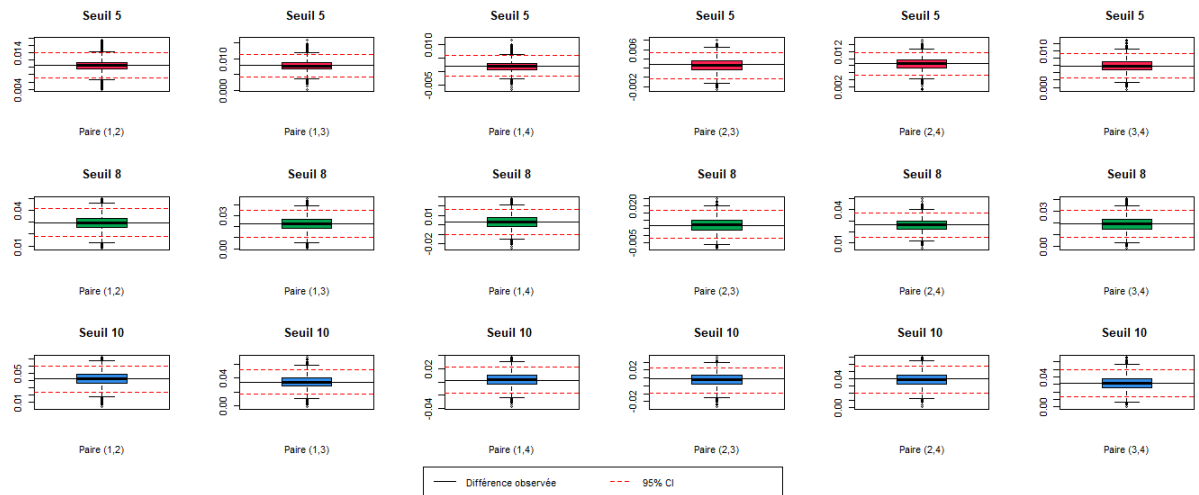 Seuil 5 Seuil 5 Seuil 5 Seuil 5 Seuil 5 Seuil 5
0.004 0.014 0.000 0.010 -0.005 0.010 -0.002 0.006 0.002 0.012 0.000 0.010
Paire (1,2) Paire (1,3) Paire (1,4) Paire (2,3) Paire (2,4) Paire (3,4)
Seuil 8 Seuil 8 Seuil 8 Seuil 8 Seuil 8 Seuil 8
0.01 0.04 0.00 0.03 -0.02 0.01 -0.005 0.020 0.01 0.04 0.00 0.03
Paire (1,2) Paire (1,3) Paire (1,4) Paire (2,3) Paire (2,4) Paire (3,4)
Seuil 10 Seuil 10 Seuil 10 Seuil 10 Seuil 10 Seuil 10
0.01 0.05 0.00 0.04 -0.04 0.02 -0.02 0.02 0.00 0.04 0.00 0.04
Paire (1,2) Paire (1,3) Paire (1,4) Paire (2,3) Paire (2,4) Paire (3,4)
Différence observée 95% CI